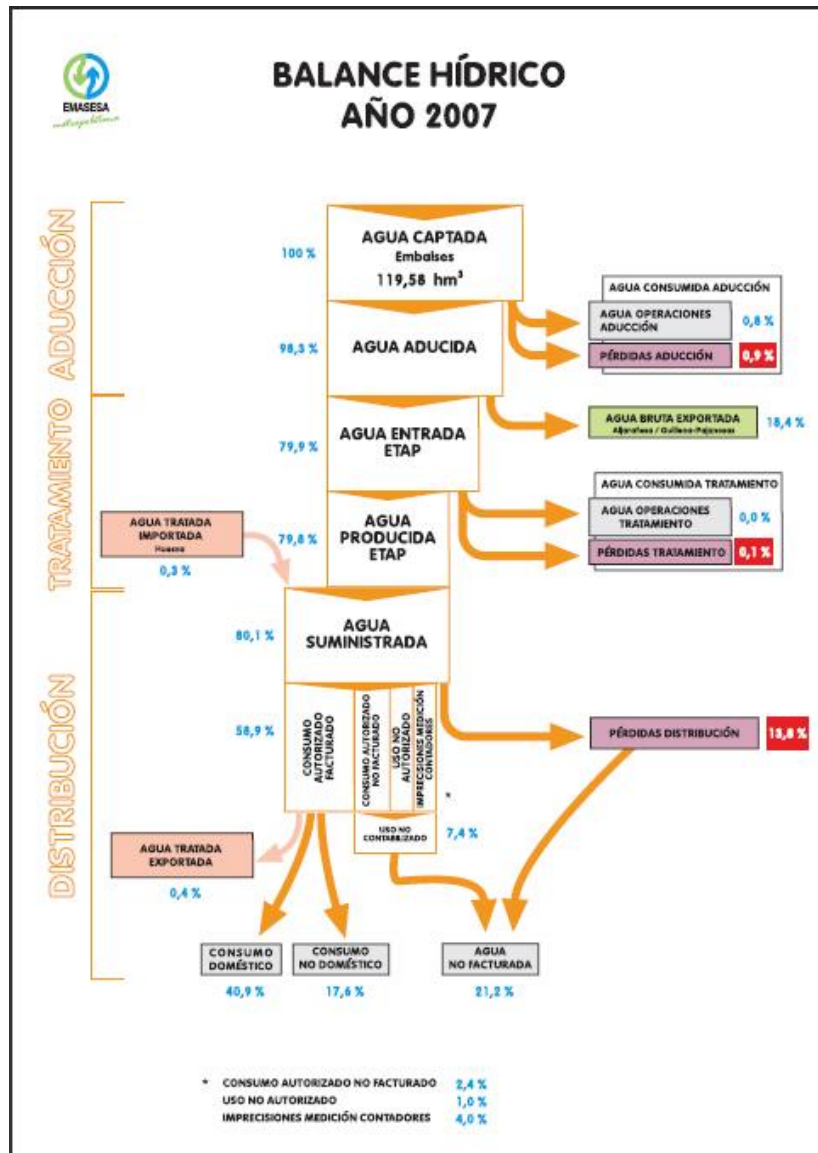 EMASESA
metropolitana
BALANCE HÍDRICO
AÑO 2007
ADUCCIÓN
100 %
AGUA CAPTADA
Embalses
119,58 hm³
AGUA CONSUMIDA ADUCCIÓN
AGUA OPERACIONES
ADUCCIÓN
0,8 %
PÉRDIDAS ADUCCIÓN
0,9 %
98,3 %
AGUA ADUCIDA
TRATAMIENTO
AGUA BRUTA EXPORTADA
Aljarafesa / Guillena-Pajanosas
18,4 %
79,9 %
AGUA ENTRADA
ETAP
AGUA CONSUMIDA TRATAMIENTO
AGUA OPERACIONES
TRATAMIENTO
0,0 %
PÉRDIDAS TRATAMIENTO
0,1 %
AGUA TRATADA
IMPORTADA
Huesna
0,3 %
79,8 %
AGUA
PRODUCIDA
ETAP
DISTRIBUCIÓN
80,1 %
AGUA
SUMINISTRADA
58,9 %
CONSUMO
AUTORIZADO
FACTURADO
CONSUMO AUTORIZADO
NO FACTURADO
USO NO
AUTORIZADO
IMPRECISIONES MEDICIÓN
CONTADORES
*
PÉRDIDAS DISTRIBUCIÓN
13,8 %
USO NO
CONTABILIZADO
7,4 %
AGUA TRATADA
EXPORTADA
0,4 %
CONSUMO
DOMÉSTICO
40,9 %
CONSUMO
NO DOMÉSTICO
17,6 %
AGUA
NO FACTURADA
21,2 %
* CONSUMO AUTORIZADO NO FACTURADO 2,4 %
USO NO AUTORIZADO 1,0 %
IMPRECISIONES MEDICIÓN CONTADORES 4,0 %